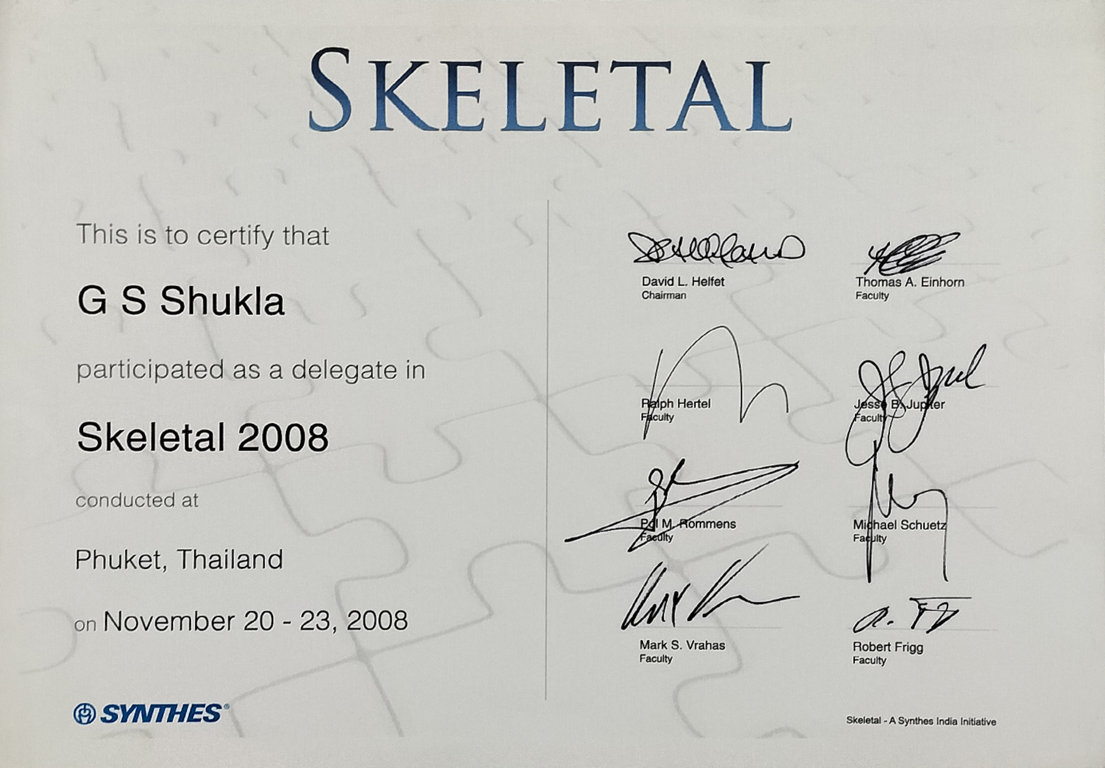 SKELETAL
This is to certify that
G S Shukla
participated as a delegate in
Skeletal 2008
conducted at
Phuket, Thailand
on November 20 - 23, 2008
SYNTHES®
David L. Helfet
Chairman
Thomas A. Einhorn
Faculty
Ralph Hertel
Faculty
Jesse B. Jupiter
Faculty
Pol M. Rommens
Faculty
Michael Schuetz
Faculty
Mark S. Vrahas
Faculty
Robert Frigg
Faculty
Skeletal - A Synthes India Initiative